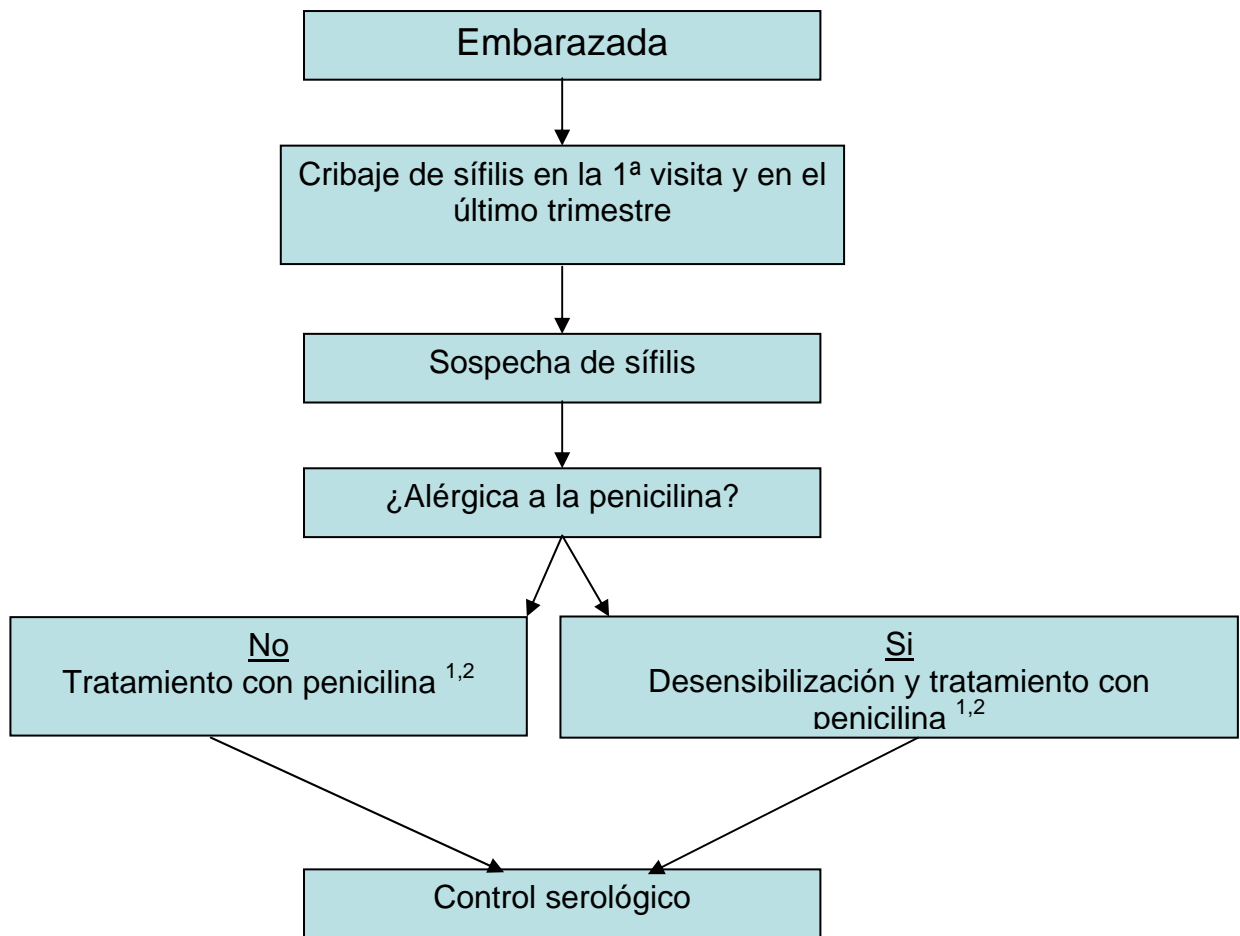 Embarazada
Cribaje de sífilis en la 1ª visita y en el
último trimestre
Sospecha de sífilis
¿Alérgica a la penicilina?
No
Tratamiento con penicilina 1,2
Si
Desensibilización y tratamiento con
penicilina 1,2
Control serológico